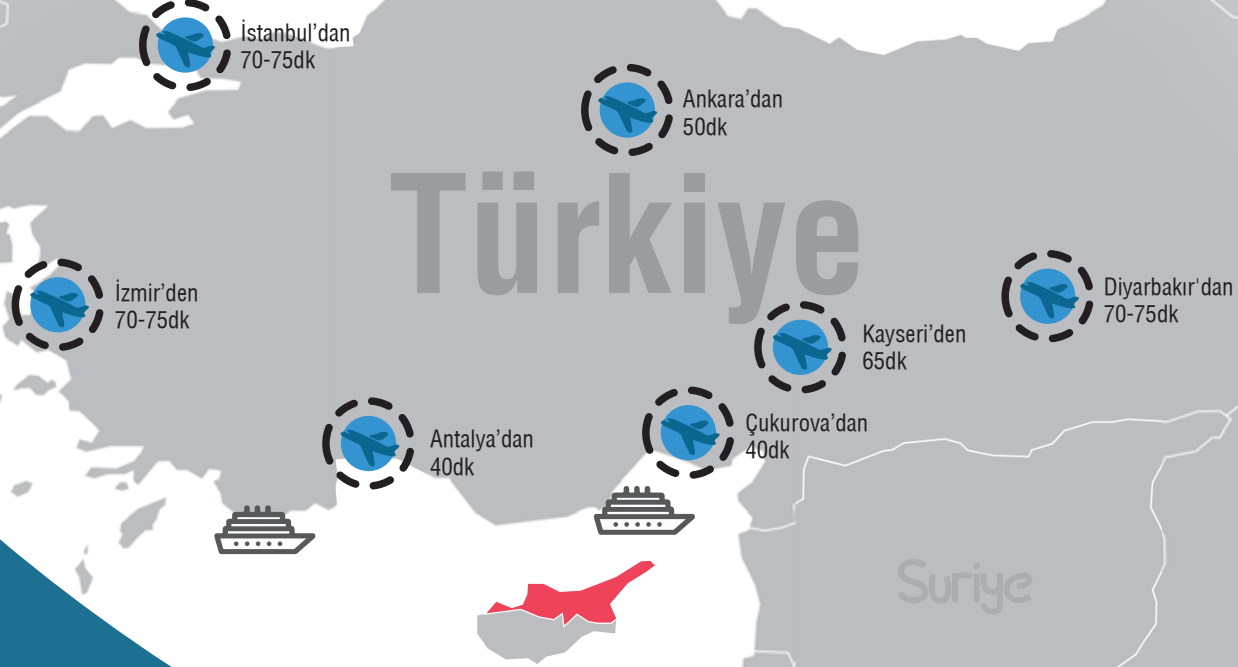 İstanbul’dan
70-75dk
Ankara’dan
50dk
Türkiye
İzmir’den
70-75dk
Diyarbakır'dan
70-75dk
Kayseri’den
65dk
Antalya’dan
40dk
Çukurova’dan
40dk
Suriye